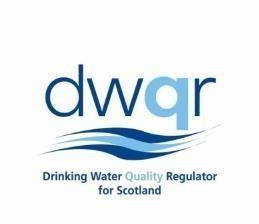 dwqr
Drinking Water Quality Regulator
for Scotland